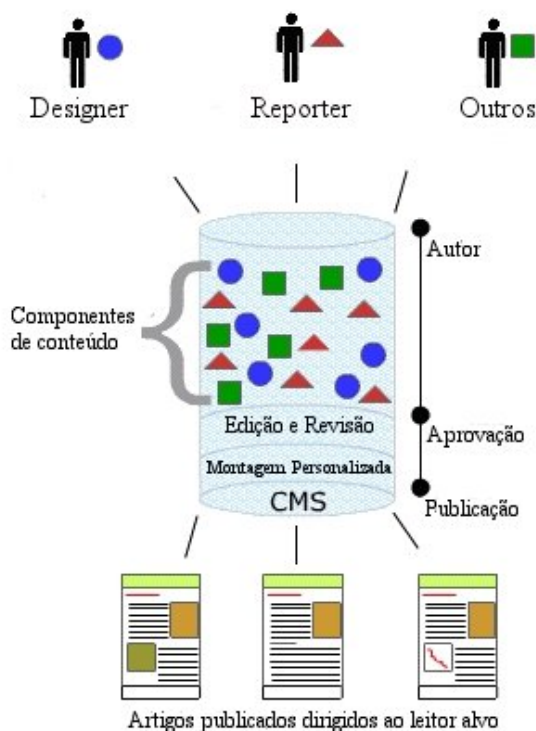 Designer
Reporter
Outros
Autor
Componentes
de conteúdo
Edição e Revisão
Aprovação
Montagem Personalizada
CMS
Publicação
Artigos publicados dirigidos ao leitor alvo